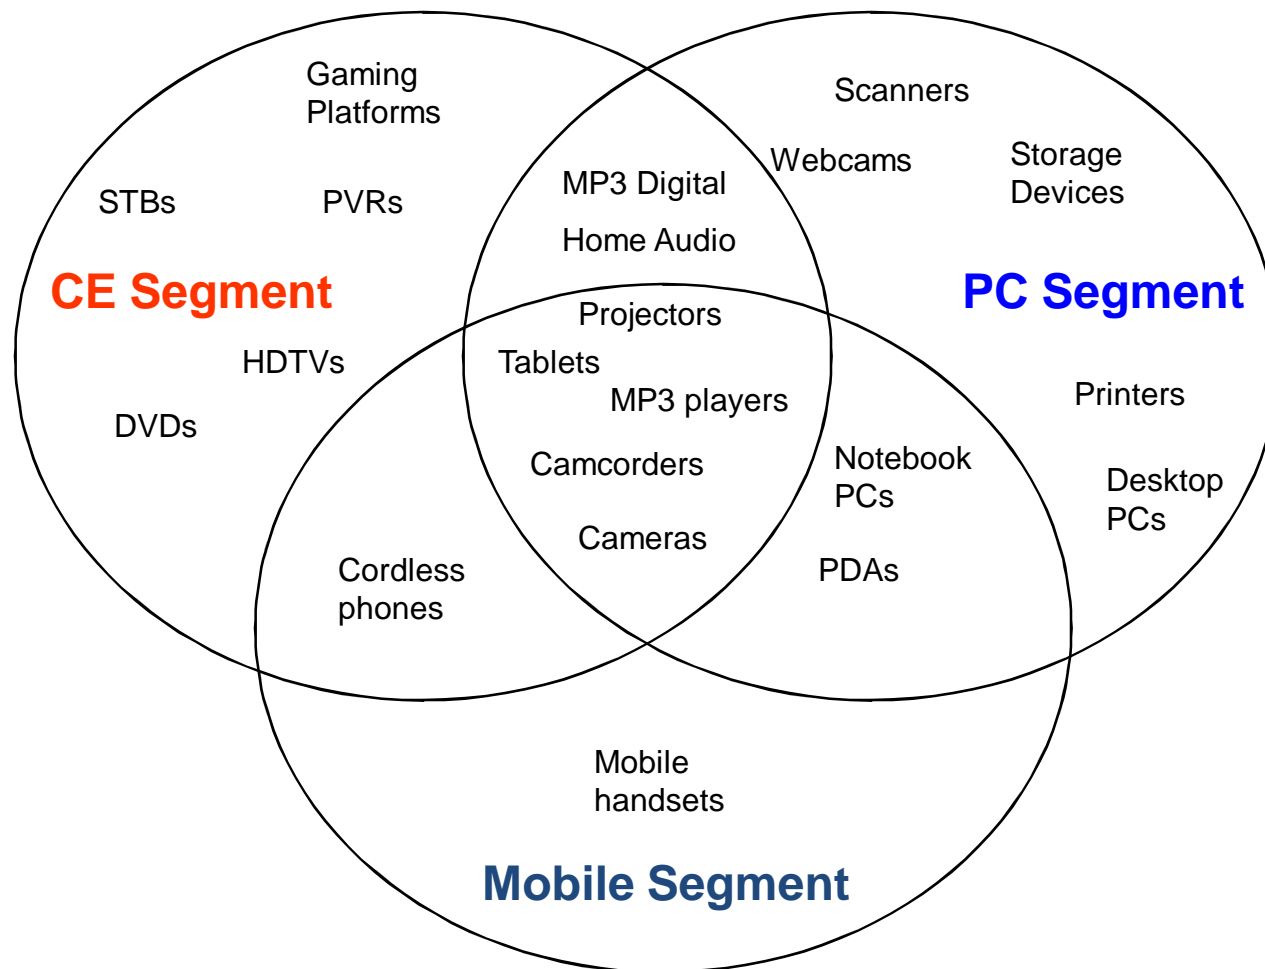 Gaming
Platforms
Scanners
Webcams
Storage
Devices
MP3 Digital
Home Audio
STBs
PVRs
CE Segment
PC Segment
Projectors
HDTVs
Tablets
MP3 players
Printers
DVDs
Camcorders
Notebook
PCs
Desktop
PCs
Cameras
Cordless
phones
PDAs
Mobile
handsets
Mobile Segment